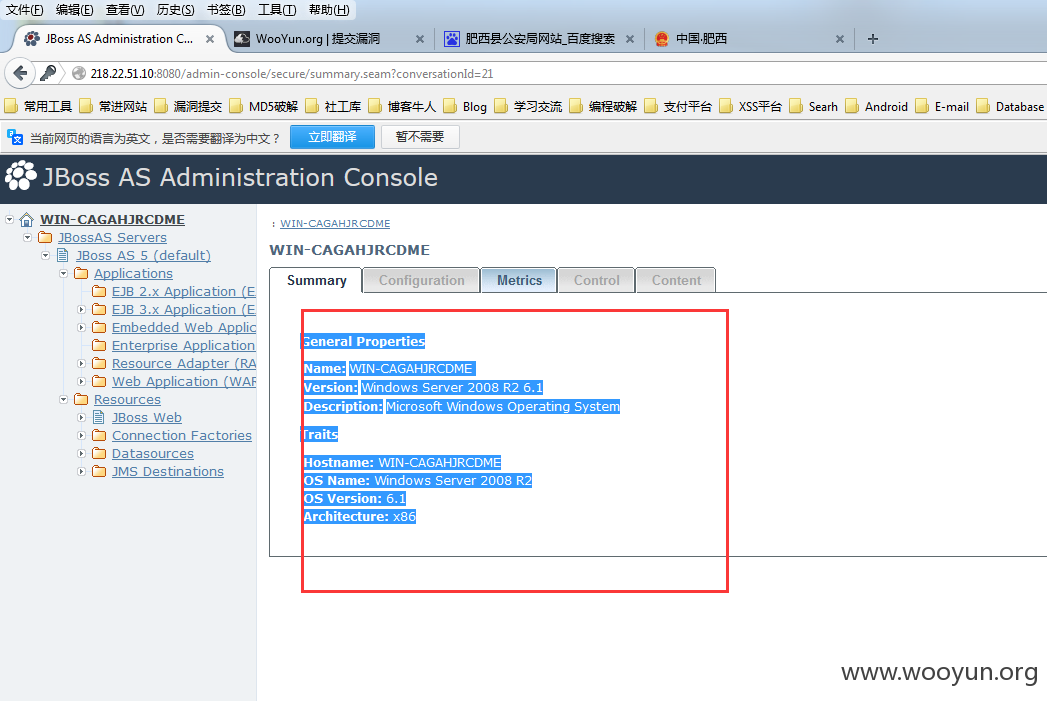 文件(F) 编辑(E) 查看(V) 历史(S) 书签(B) 工具(T) 帮助(H)
JBoss AS Administration C... × WooYun.org | 提交漏洞 × 肥西县公安局网站_百度搜索 × 中国·肥西 × +
218.22.51.10:8080/admin-console/secure/summary.seam?conversationId=21
常用工具 常进网站 漏洞提交 MD5破解 社工库 博客牛人 Blog 学习交流 编程破解 支付平台 XSS平台 Searh Android E-mail Database
当前网页的语言为英文，是否需要翻译为中文？ 立即翻译 暂不需要
JBoss AS Administration Console
WIN-CAGAHJRCDME
JBossAS Servers
JBoss AS 5 (default)
Applications
EJB 2.x Application (E
EJB 3.x Application (E
Embedded Web Applic
Enterprise Application
Resource Adapter (RA
Web Application (WAR
Resources
JBoss Web
Connection Factories
Datasources
JMS Destinations
: WIN-CAGAHJRCDME
WIN-CAGAHJRCDME
Summary Configuration Metrics Control Content
General Properties
Name: WIN-CAGAHJRCDME
Version: Windows Server 2008 R2 6.1
Description: Microsoft Windows Operating System
Traits
Hostname: WIN-CAGAHJRCDME
OS Name: Windows Server 2008 R2
OS Version: 6.1
Architecture: x86
www.wooyun.org